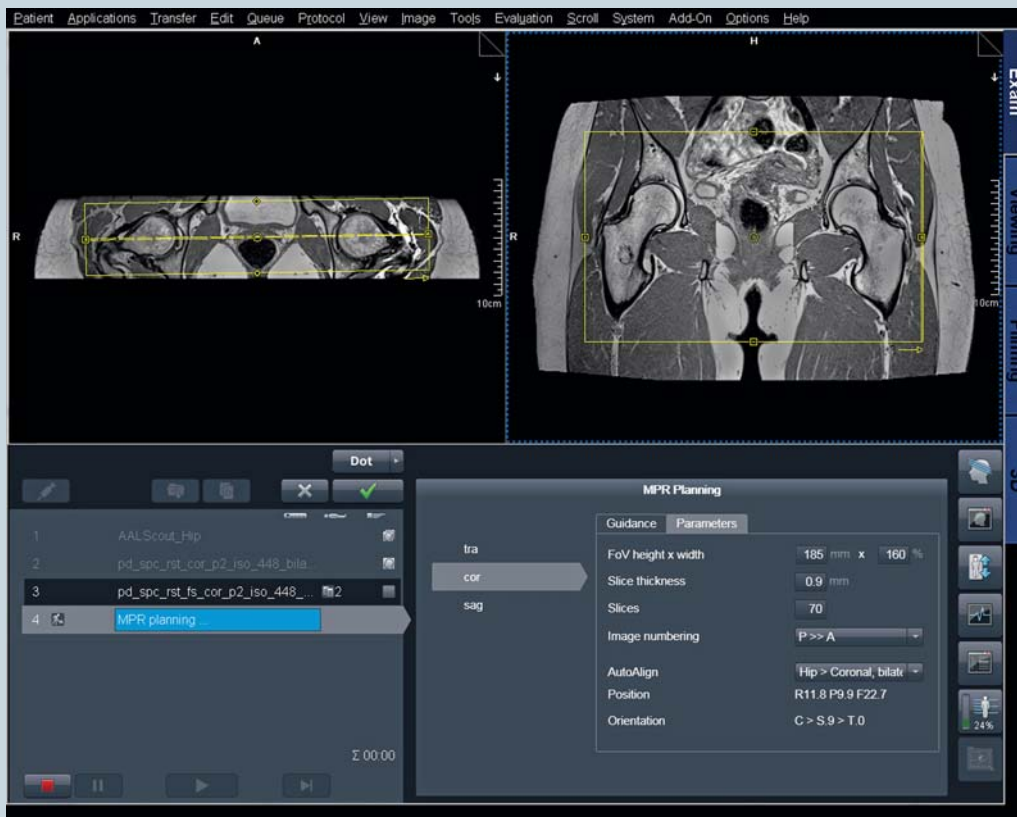 Patient Applications Transfer Edit Queue Protocol View Image Tools Evaluation Scroll System Add-On Options Help
A
H
R
R
10cm
10cm
Exam
Viewing
Filming
3D
Dot
MPR Planning
Guidance Parameters
1 AALScout_Hip
2 pd_spc_rst_cor_p2_iso_448_bila...
3 pd_spc_rst_fs_cor_p2_iso_448_... 2
4 MPR planning ...
Σ 00:00
tra
cor
sag
FoV height x width 185 mm x 160 %
Slice thickness 0.9 mm
Slices 70
Image numbering P >> A
AutoAlign Hip > Coronal, bilate
Position R11.8 P9.9 F22.7
Orientation C > S.9 > T.0
24%